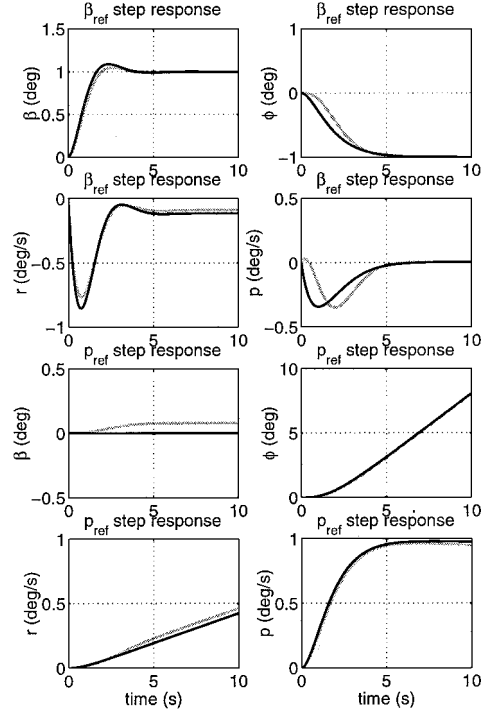 β_ref step response
β_ref step response
1.5
1
0.5
0
β (deg)
0 5 10
1
0
−1
ϕ (deg)
0 5 10
β_ref step response
β_ref step response
0
−0.5
−1
r (deg/s)
0 5 10
0.5
0
−0.5
p (deg/s)
0 5 10
p_ref step response
p_ref step response
0.5
0
−0.5
β (deg)
0 5 10
10
5
0
ϕ (deg)
0 5 10
p_ref step response
p_ref step response
1
0.5
0
r (deg/s)
0 5 10
time (s)
1
0.5
0
p (deg/s)
0 5 10
time (s)